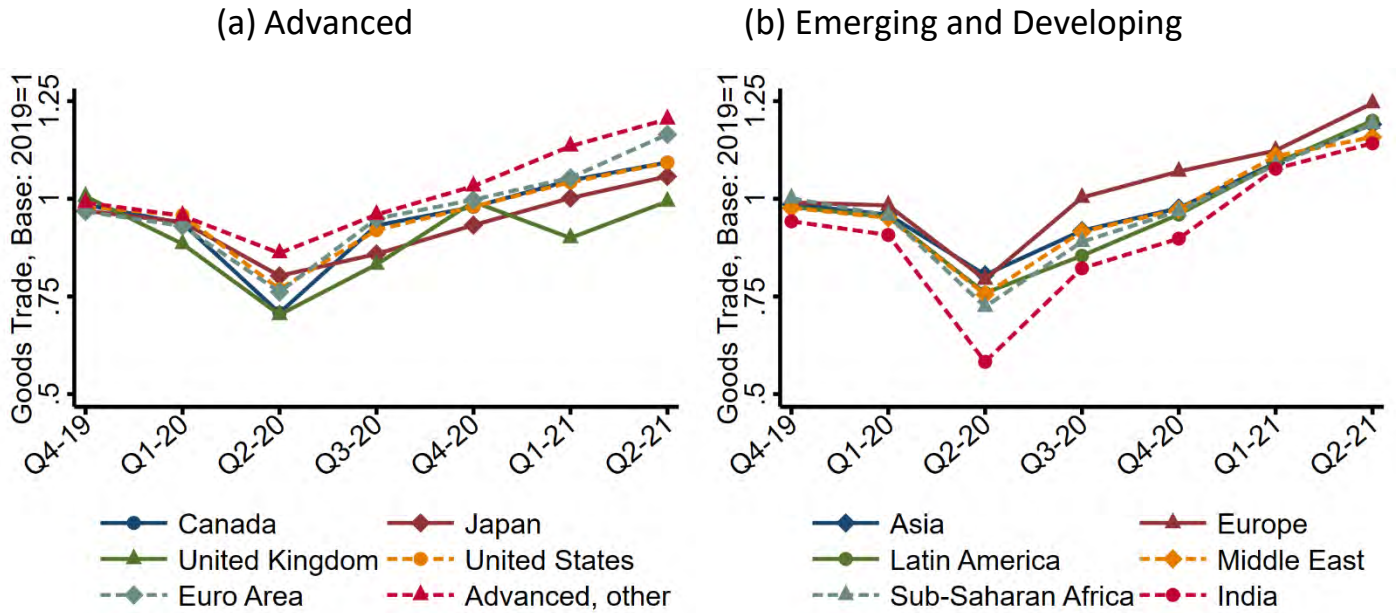 (a) Advanced
Goods Trade, Base: 2019=1
1.25
1
.75
.5
Q4-19
Q1-20
Q2-20
Q3-20
Q4-20
Q1-21
Q2-21
Canada
Japan
United Kingdom
United States
Euro Area
Advanced, other
(b) Emerging and Developing
Goods Trade, Base: 2019=1
1.25
1
.75
.5
Q4-19
Q1-20
Q2-20
Q3-20
Q4-20
Q1-21
Q2-21
Asia
Europe
Latin America
Middle East
Sub-Saharan Africa
India